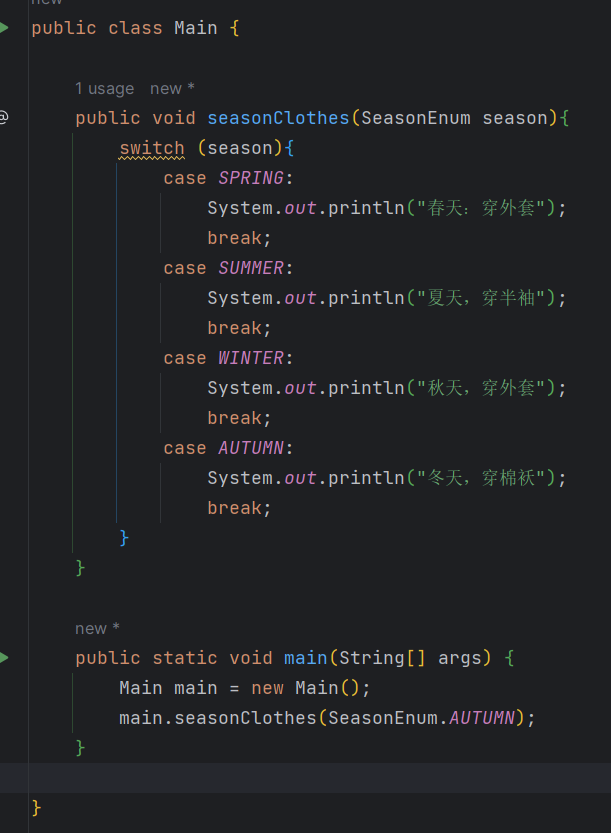 new
public class Main {
1 usage new *
@
public void seasonClothes(SeasonEnum season){
switch (season){
case SPRING:
System.out.println("春天：穿外套");
break;
case SUMMER:
System.out.println("夏天，穿半袖");
break;
case WINTER:
System.out.println("秋天，穿外套");
break;
case AUTUMN:
System.out.println("冬天，穿棉袄");
break;
}
}
new *
public static void main(String[] args) {
Main main = new Main();
main.seasonClothes(SeasonEnum.AUTUMN);
}
}